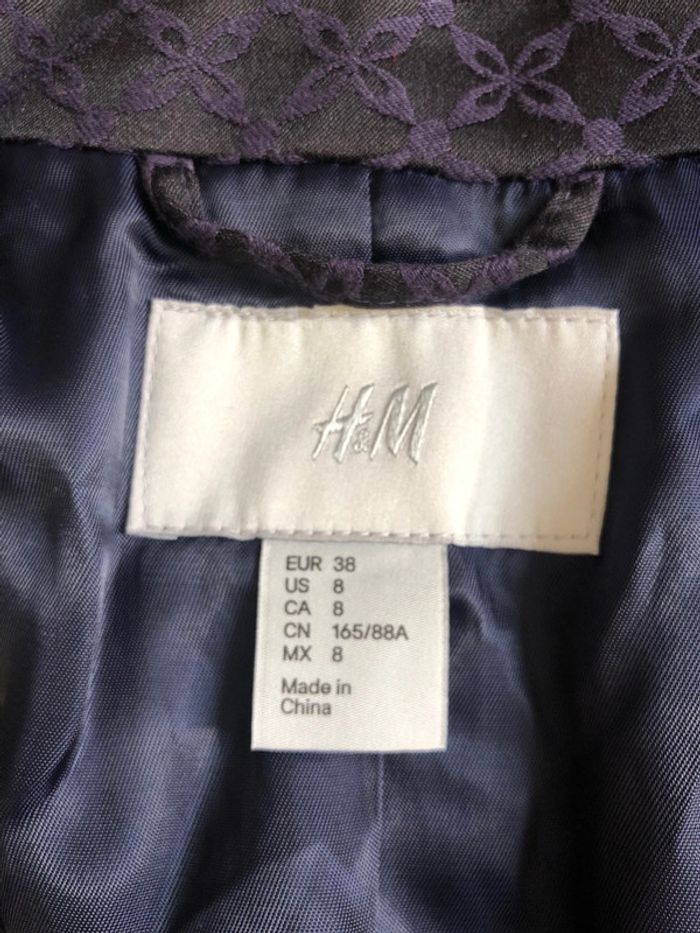 H&M
EUR 38
US 8
CA 8
CN 165/88A
MX 8
Made in
China